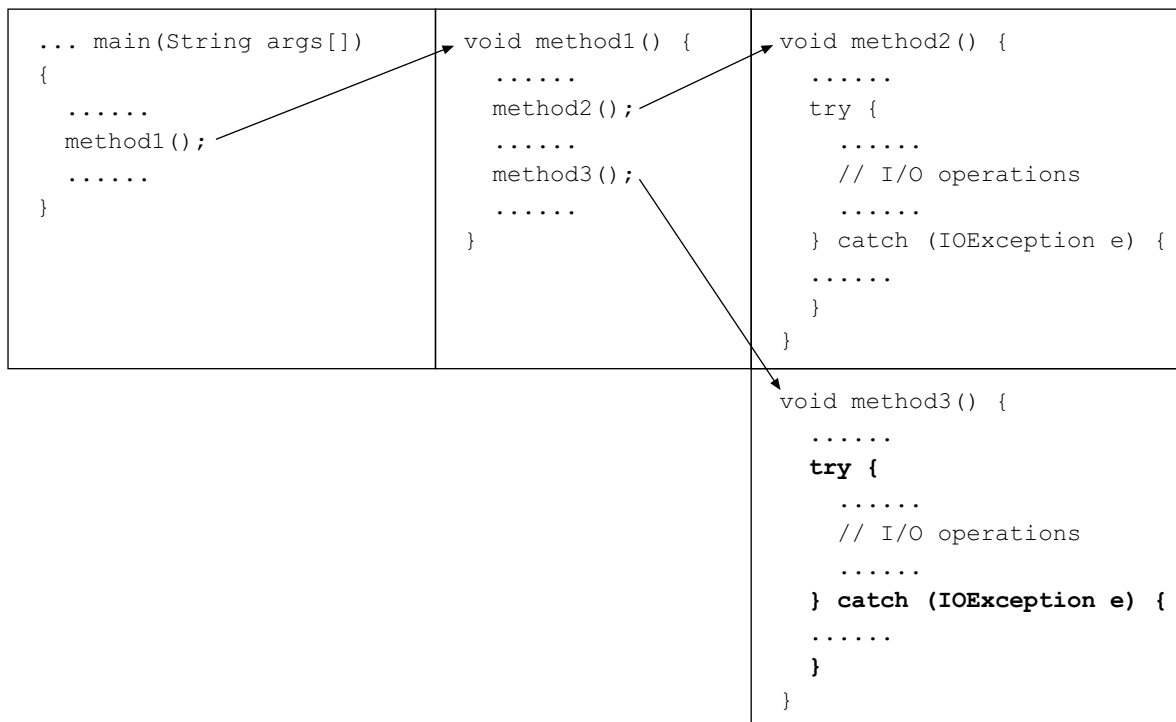 ... main(String args[])
{
......
method1();
......
}
void method1() {
......
method2();
......
method3();
......
}
void method2() {
......
try {
......
// I/O operations
......
} catch (IOException e) {
......
}
}
void method3() {
......
try {
......
// I/O operations
......
} catch (IOException e) {
......
}
}